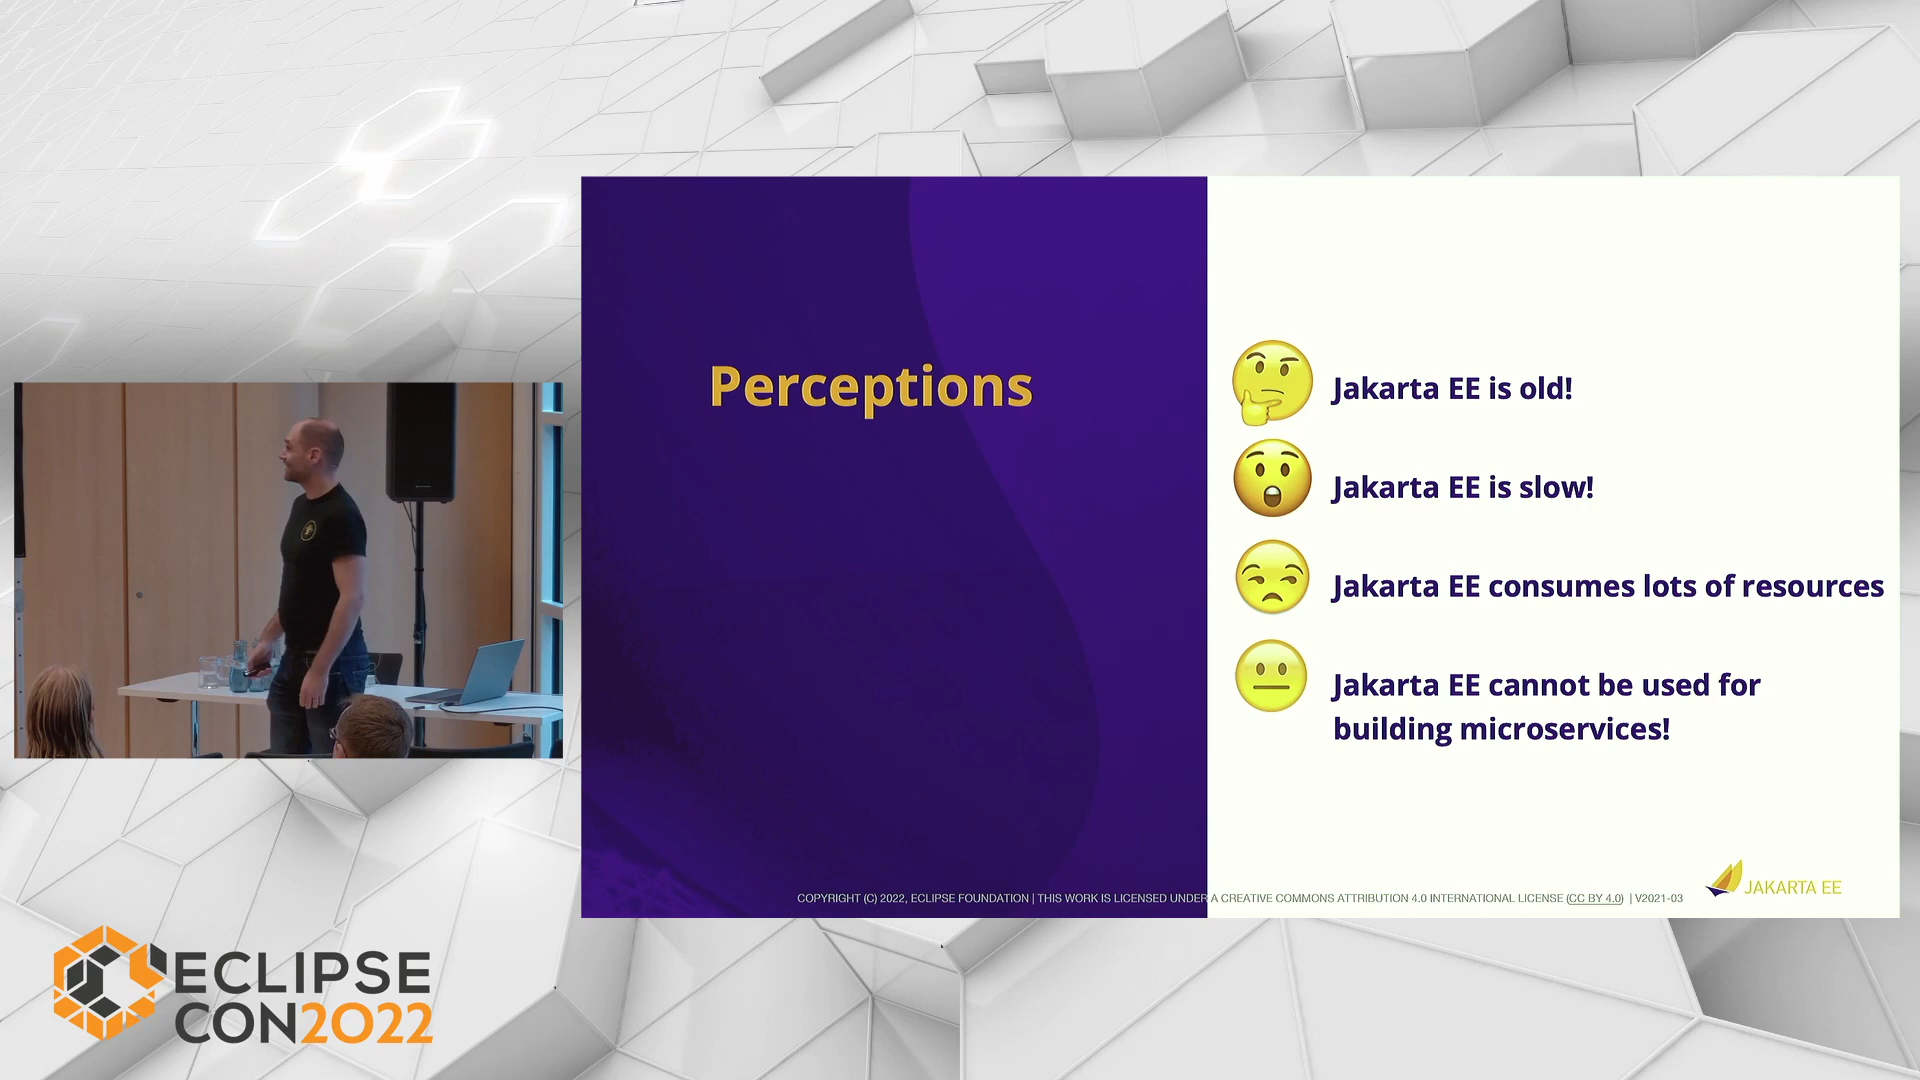 Perceptions
Jakarta EE is old!
Jakarta EE is slow!
Jakarta EE consumes lots of resources
Jakarta EE cannot be used for
building microservices!
COPYRIGHT (C) 2022, ECLIPSE FOUNDATION | THIS WORK IS LICENSED UNDER A CREATIVE COMMONS ATTRIBUTION 4.0 INTERNATIONAL LICENSE (CC BY 4.0) | V2021-03
JAKARTA EE
ECLIPSE
CON2022